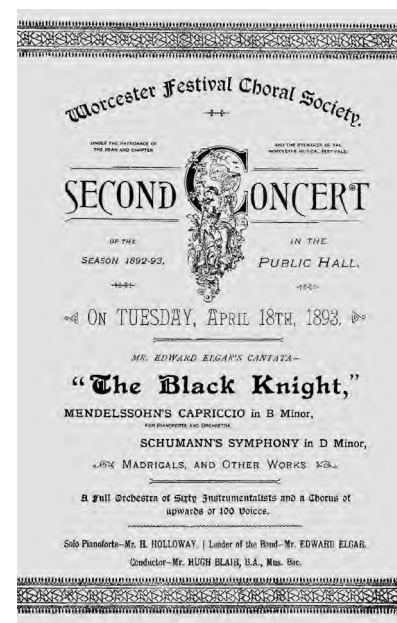 Worcester Festival Choral Society.
UNDER THE PATRONAGE OF
THE DEAN AND CHAPTER
AND THE STEWARDS OF THE
WORCESTER MUSICAL FESTIVALS.
SECOND CONCERT
OF THE
SEASON 1892-93,
IN THE
PUBLIC HALL.
ON TUESDAY, APRIL 18TH, 1893.
MR. EDWARD ELGAR'S CANTATA—
"The Black Knight,"
MENDELSSOHN'S CAPRICCIO in B Minor,
FOR PIANOFORTE AND ORCHESTRA
SCHUMANN'S SYMPHONY in D Minor,
MADRIGALS, AND OTHER WORKS
A Full Orchestra of Sixty Instrumentalists and a Chorus of
upwards of 100 Voices.
Solo Pianoforte—Mr. H. HOLLOWAY. | Leader of the Band—Mr. EDWARD ELGAR.
Conductor—Mr. HUGH BLAIR, B.A., Mus. Bac.